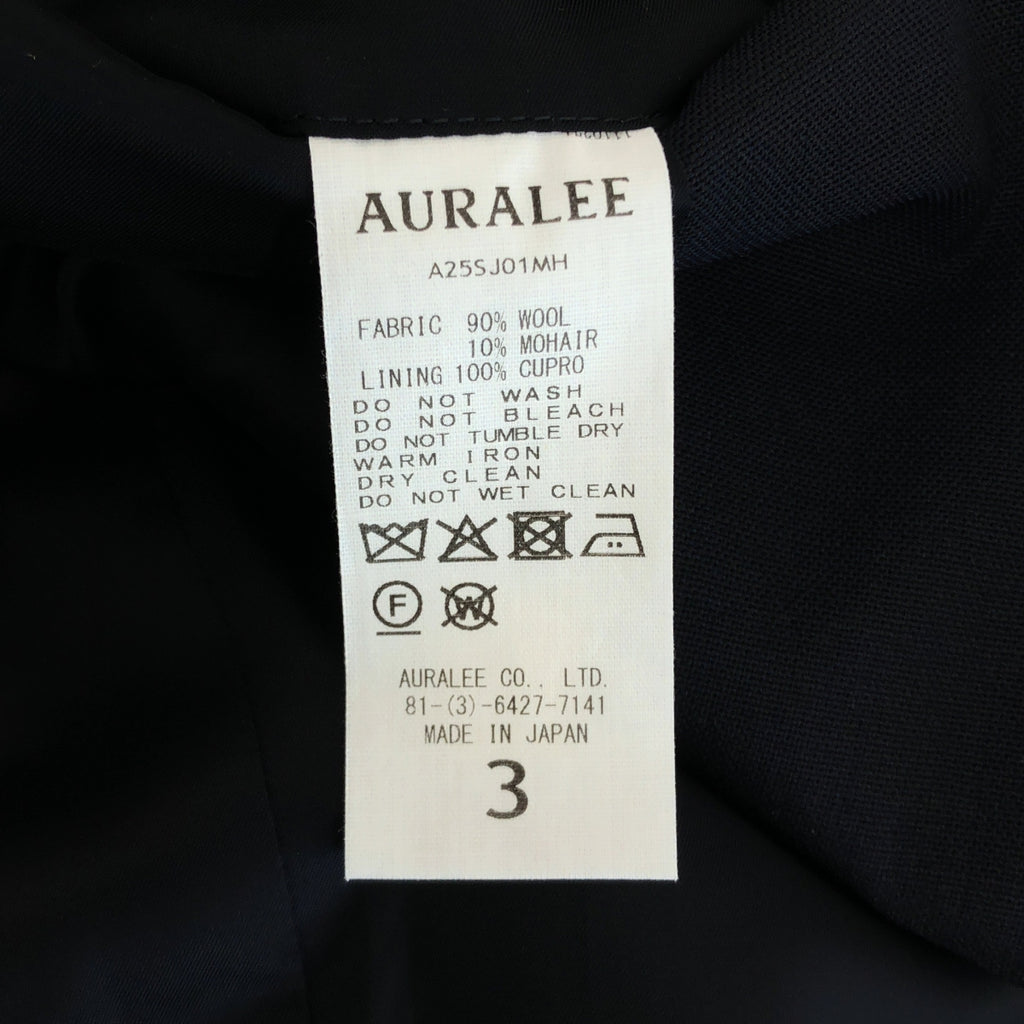 AURALEE
A25SJ01MH
FABRIC 90% WOOL
10% MOHAIR
LINING 100% CUPRO
DO NOT WASH
DO NOT BLEACH
DO NOT TUMBLE DRY
WARM IRON
DRY CLEAN
DO NOT WET CLEAN
F
W
AURALEE CO., LTD.
81-(3)-6427-7141
MADE IN JAPAN
3